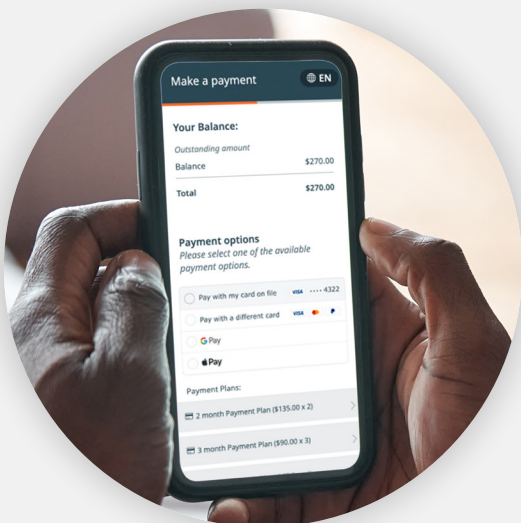 Make a payment
EN
Your Balance:
Outstanding amount
Balance $270.00
Total $270.00
Payment options
Please select one of the available
payment options.
Pay with my card on file VISA •••• 4322
Pay with a different card VISA
G Pay
Pay
Payment Plans:
2 month Payment Plan ($135.00 x 2)
3 month Payment Plan ($90.00 x 3)